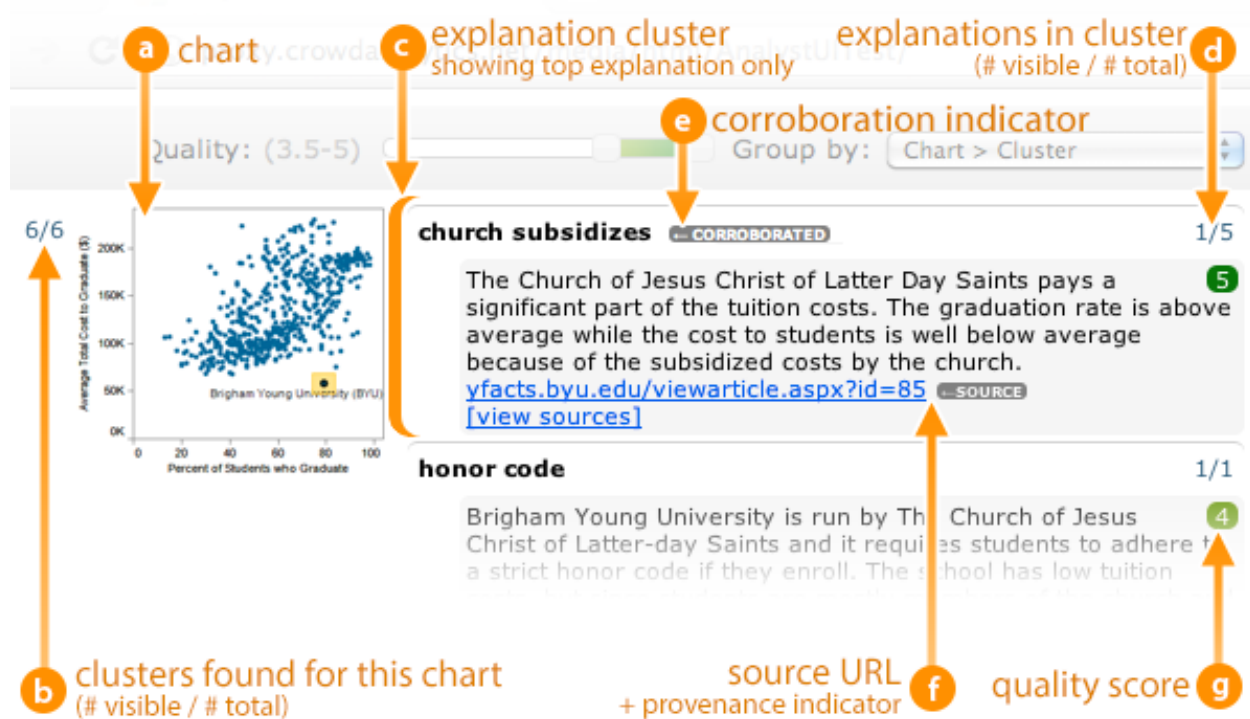 a chart
c explanation cluster
showing top explanation only
explanations in cluster d
(# visible / # total)
e corroboration indicator
Quality: (3.5-5)
Group by: Chart > Cluster
6/6
church subsidizes ←CORROBORATED
1/5
The Church of Jesus Christ of Latter Day Saints pays a
5
significant part of the tuition costs. The graduation rate is above
average while the cost to students is well below average
because of the subsidized costs by the church.
yfacts.byu.edu/viewarticle.aspx?id=85 ←SOURCE
[view sources]
Average Total Cost to Graduate ($)
200K
150K
100K
50K
0K
Brigham Young University (BYU)
0 20 40 60 80 100
Percent of Students who Graduate
honor code
1/1
Brigham Young University is run by The Church of Jesus
4
Christ of Latter-day Saints and it requires students to adhere to
a strict honor code if they enroll. The school has low tuition
b clusters found for this chart
(# visible / # total)
source URL
+ provenance indicator f
quality score g